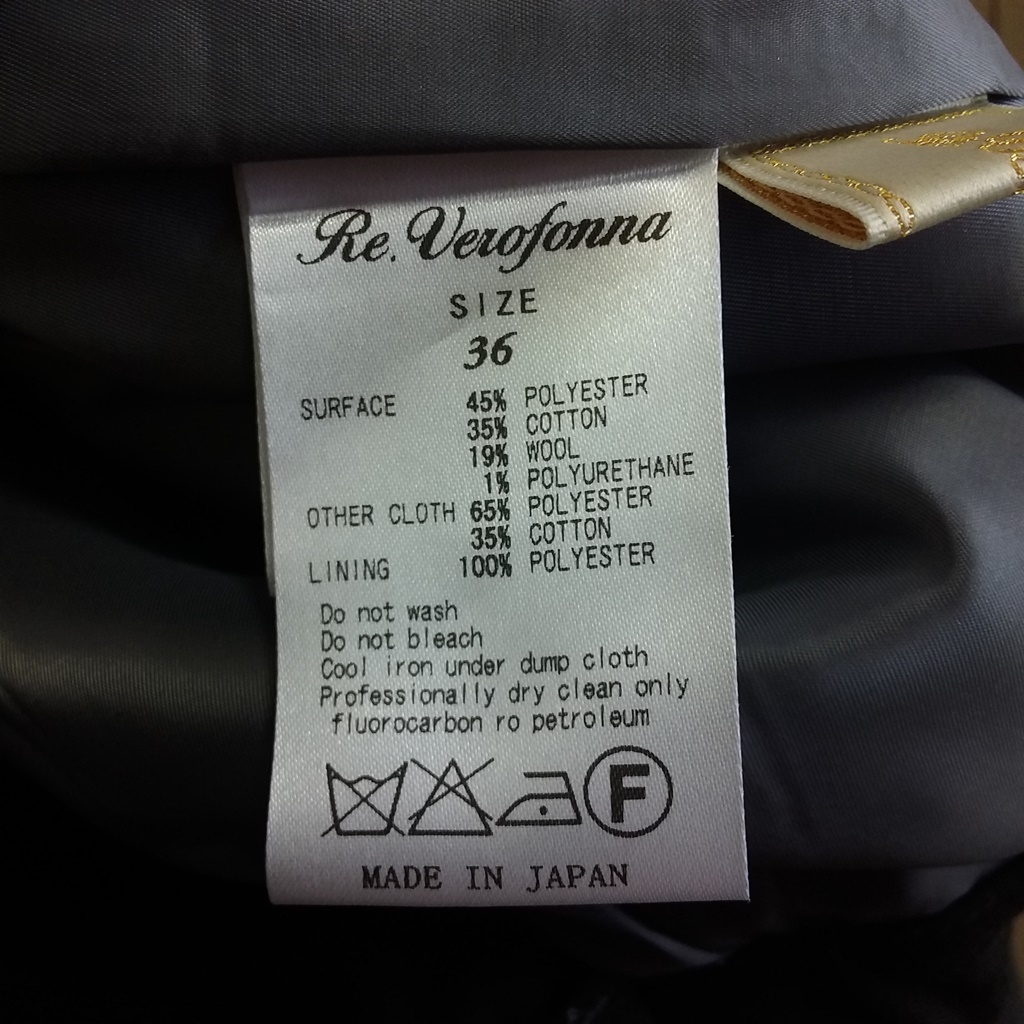 Re. Verofonna
SIZE
36
SURFACE 45% POLYESTER
35% COTTON
19% WOOL
1% POLYURETHANE
OTHER CLOTH 65% POLYESTER
35% COTTON
LINING 100% POLYESTER
Do not wash
Do not bleach
Cool iron under dump cloth
Professionally dry clean only
fluorocarbon ro petroleum
F
MADE IN JAPAN